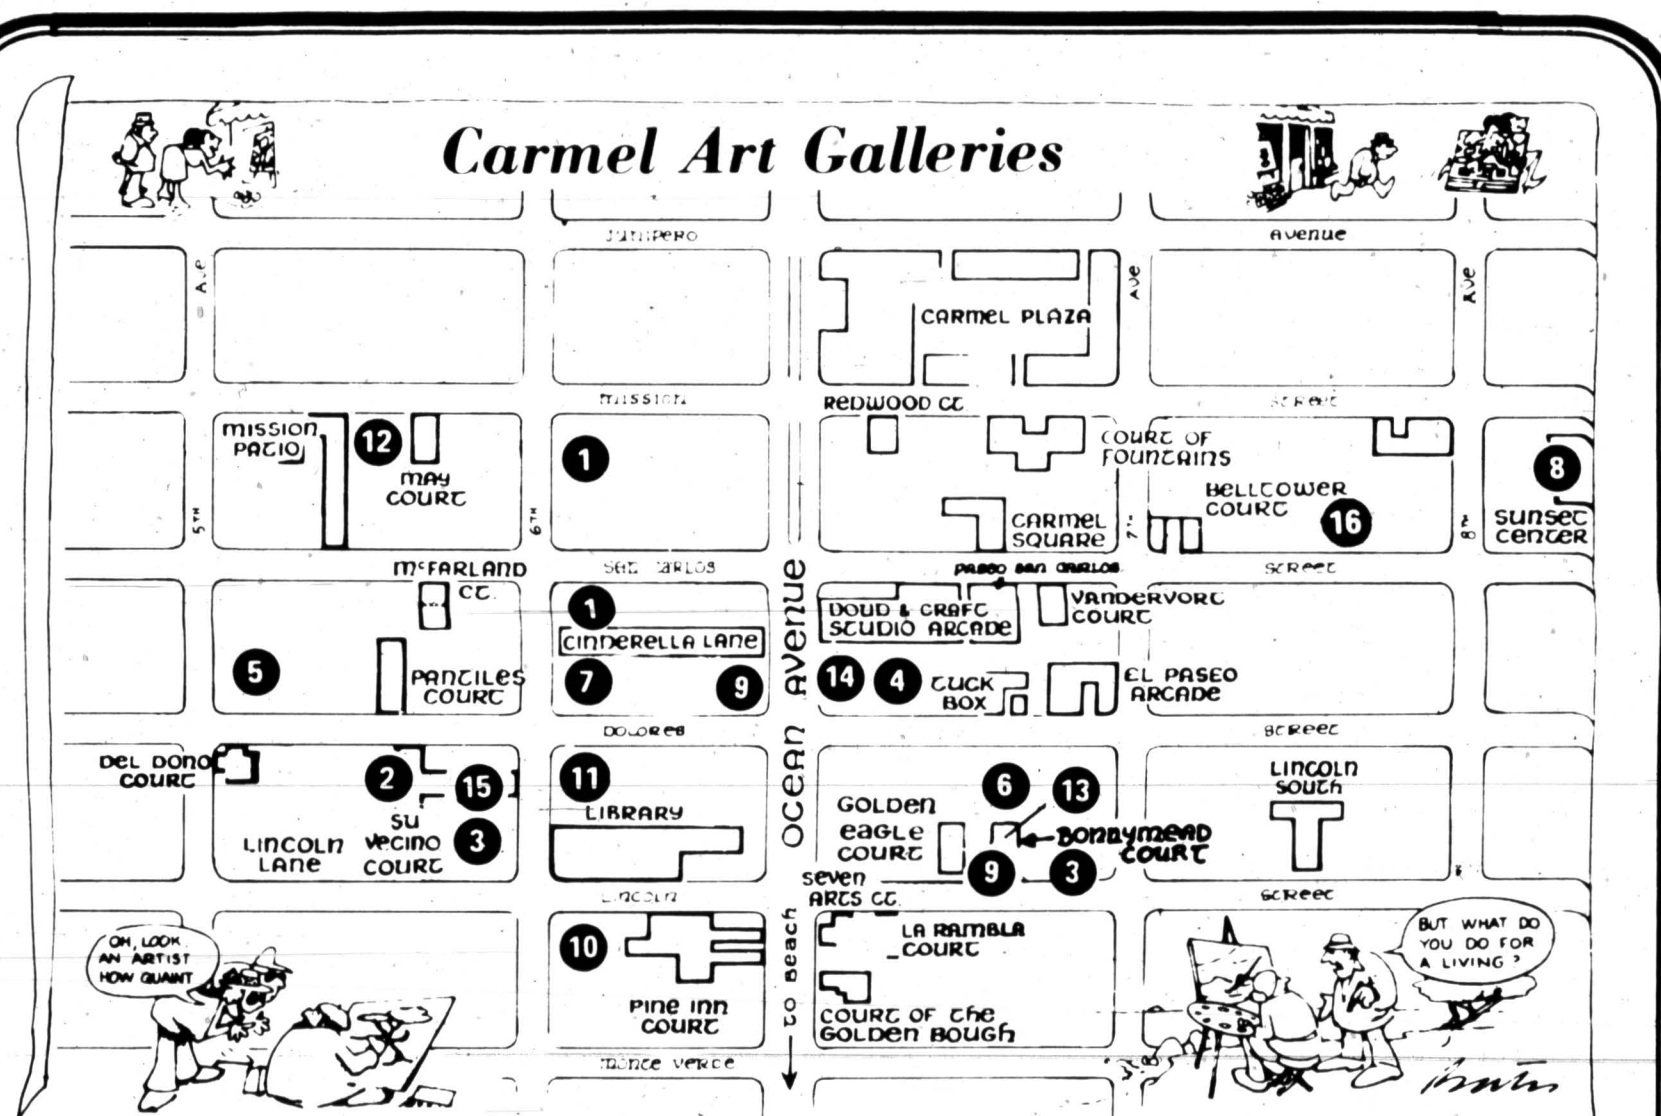 Carmel Art Galleries
JUNIPERO
AVENUE
AVE
AVE
CARMEL PLAZA
MISSION
REDWOOD CT.
STREET
MISSION
PATIO
12
MAY
COURT
1
COURT OF
FOUNTAINS
BELLTOWER
COURT
16
8
SUNSET
CENTER
CARMEL
SQUARE
5TH
6TH
7TH
8TH
MCFARLAND
CT.
SAN CARLOS
PASEO SAN CARLOS
STREET
1
CINDERELLA LANE
DOUD & CRAFT
STUDIO ARCADE
VANDERVORT
COURT
5
PANTILES
COURT
7
9
14
4
TUCK
BOX
EL PASEO
ARCADE
OCEAN AVENUE
DOLORES
STREET
DEL DONO
COURT
2
15
11
6
13
LINCOLN
SOUTH
LIBRARY
GOLDEN
EAGLE
COURT
BONNYMEAD
COURT
LINCOLN
LANE
SU
VECINO
COURT
3
9
3
SEVEN
ARTS CT.
LINCOLN
STREET
10
LA RAMBLA
COURT
PINE INN
COURT
TO BEACH
COURT OF THE
GOLDEN BOUGH
MONTE VERDE
OH, LOOK
AN ARTIST
HOW QUAINT
BUT WHAT DO
YOU DO FOR
A LIVING?